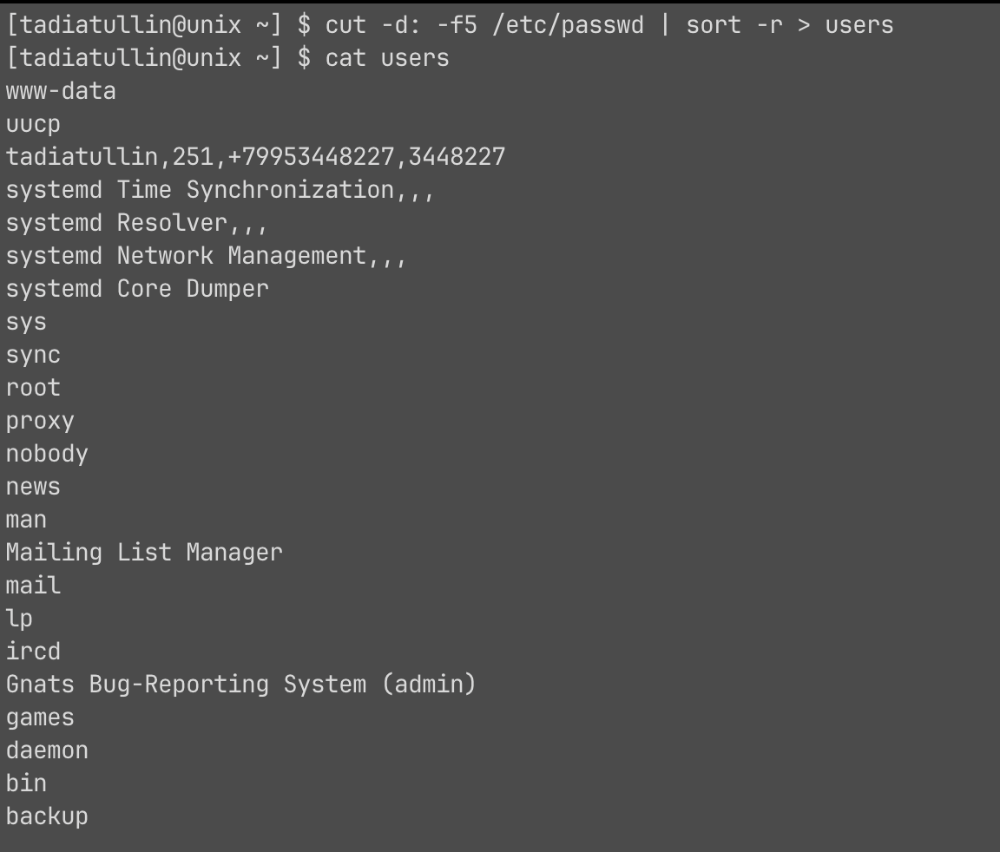 [tadiatullin@unix ~] $ cut -d: -f5 /etc/passwd | sort -r > users
[tadiatullin@unix ~] $ cat users
www-data
uucp
tadiatullin,251,+79953448227,3448227
systemd Time Synchronization,,,
systemd Resolver,,,
systemd Network Management,,,
systemd Core Dumper
sys
sync
root
proxy
nobody
news
man
Mailing List Manager
mail
lp
ircd
Gnats Bug-Reporting System (admin)
games
daemon
bin
backup